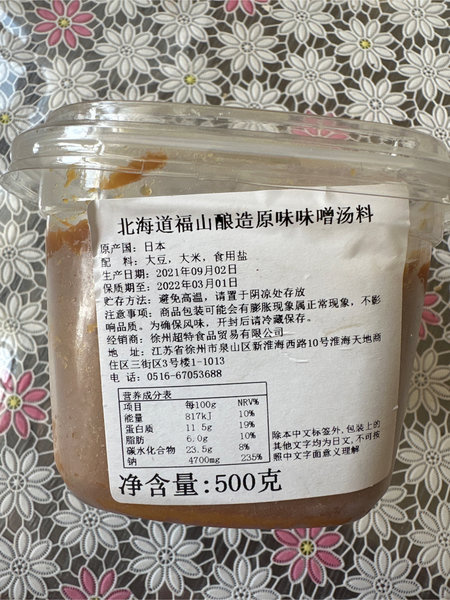 北海道福山酿造原味味噌汤料
原产国: 日本
配 料: 大豆, 大米, 食用盐
生产日期: 2021年09月02日
保质期至: 2022年03月01日
贮存方法: 避免高温, 请置于阴凉处存放
注意事项: 商品包装可能会有膨胀现象属正常现象, 不影
响品质。为确保风味, 开封后请冷藏保存。
经销商: 徐州超特食品贸易有限公司
地 址: 江苏省徐州市泉山区新淮海西路10号淮海天地商
住区三街区3号楼1-1013
电 话: 0516-67053688
营养成分表
项目 每100g NRV%
能量 817kJ 10%
蛋白质 11.5g 19%
脂肪 6.0g 10%
碳水化合物 23.5g 8%
钠 4700mg 235%
除本中文标签外, 包装上的
其他文字均为日文, 不可按
照中文字面意义理解
净含量:500克